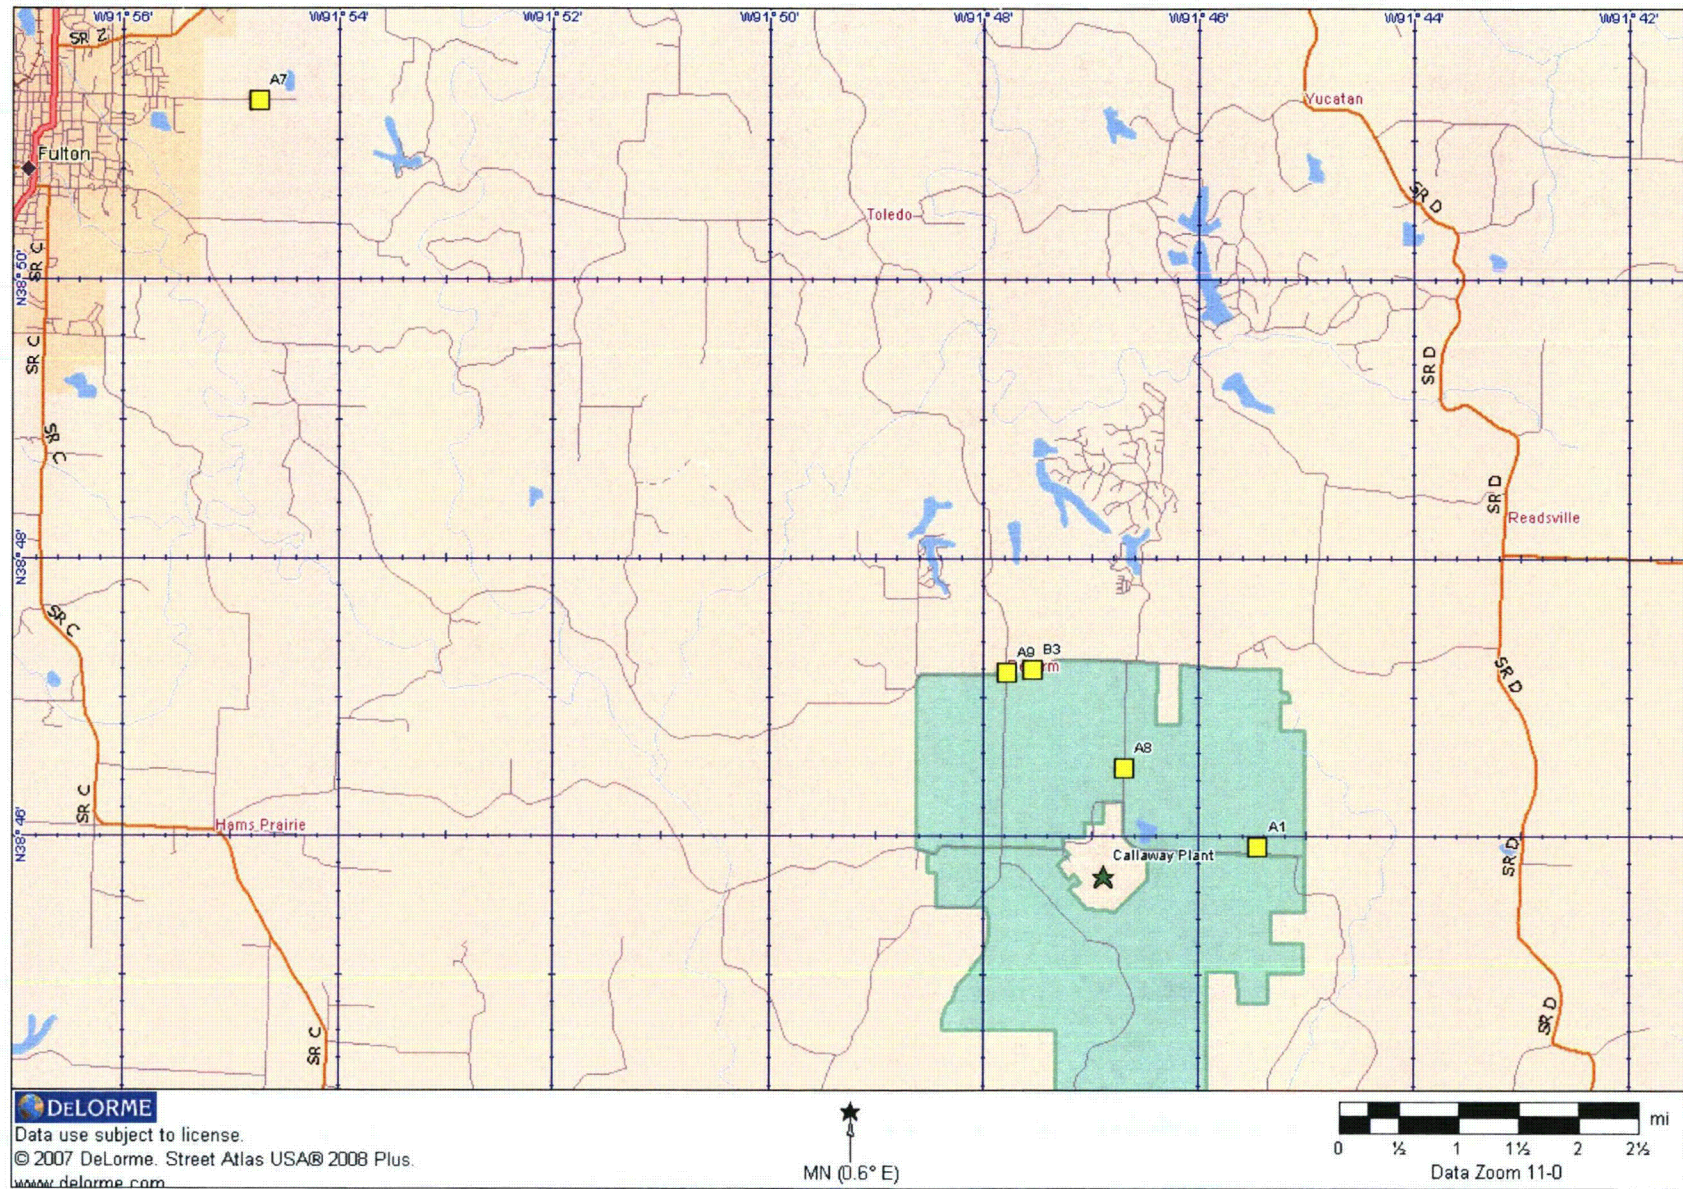 W91°56' W91°54' W91°52' W91°50' W91°48' W91°46' W91°44' W91°42'
SR Z
A7
Yucatan
Fulton
SR D
Toledo
SR C
N38°50'
SR C
SR D
SR C
SR D
Readsville
N38°48'
SR C
A9 B3
SR D
A8
SR C
Hams Prairie
A1
N38°46'
Callaway Plant
SR D
SR D
SR C
DELORME
Data use subject to license.
© 2007 DeLorme. Street Atlas USA® 2008 Plus.
www.delorme.com
MN (0.6° E)
mi
0 ½ 1 1½ 2 2½
Data Zoom 11-0